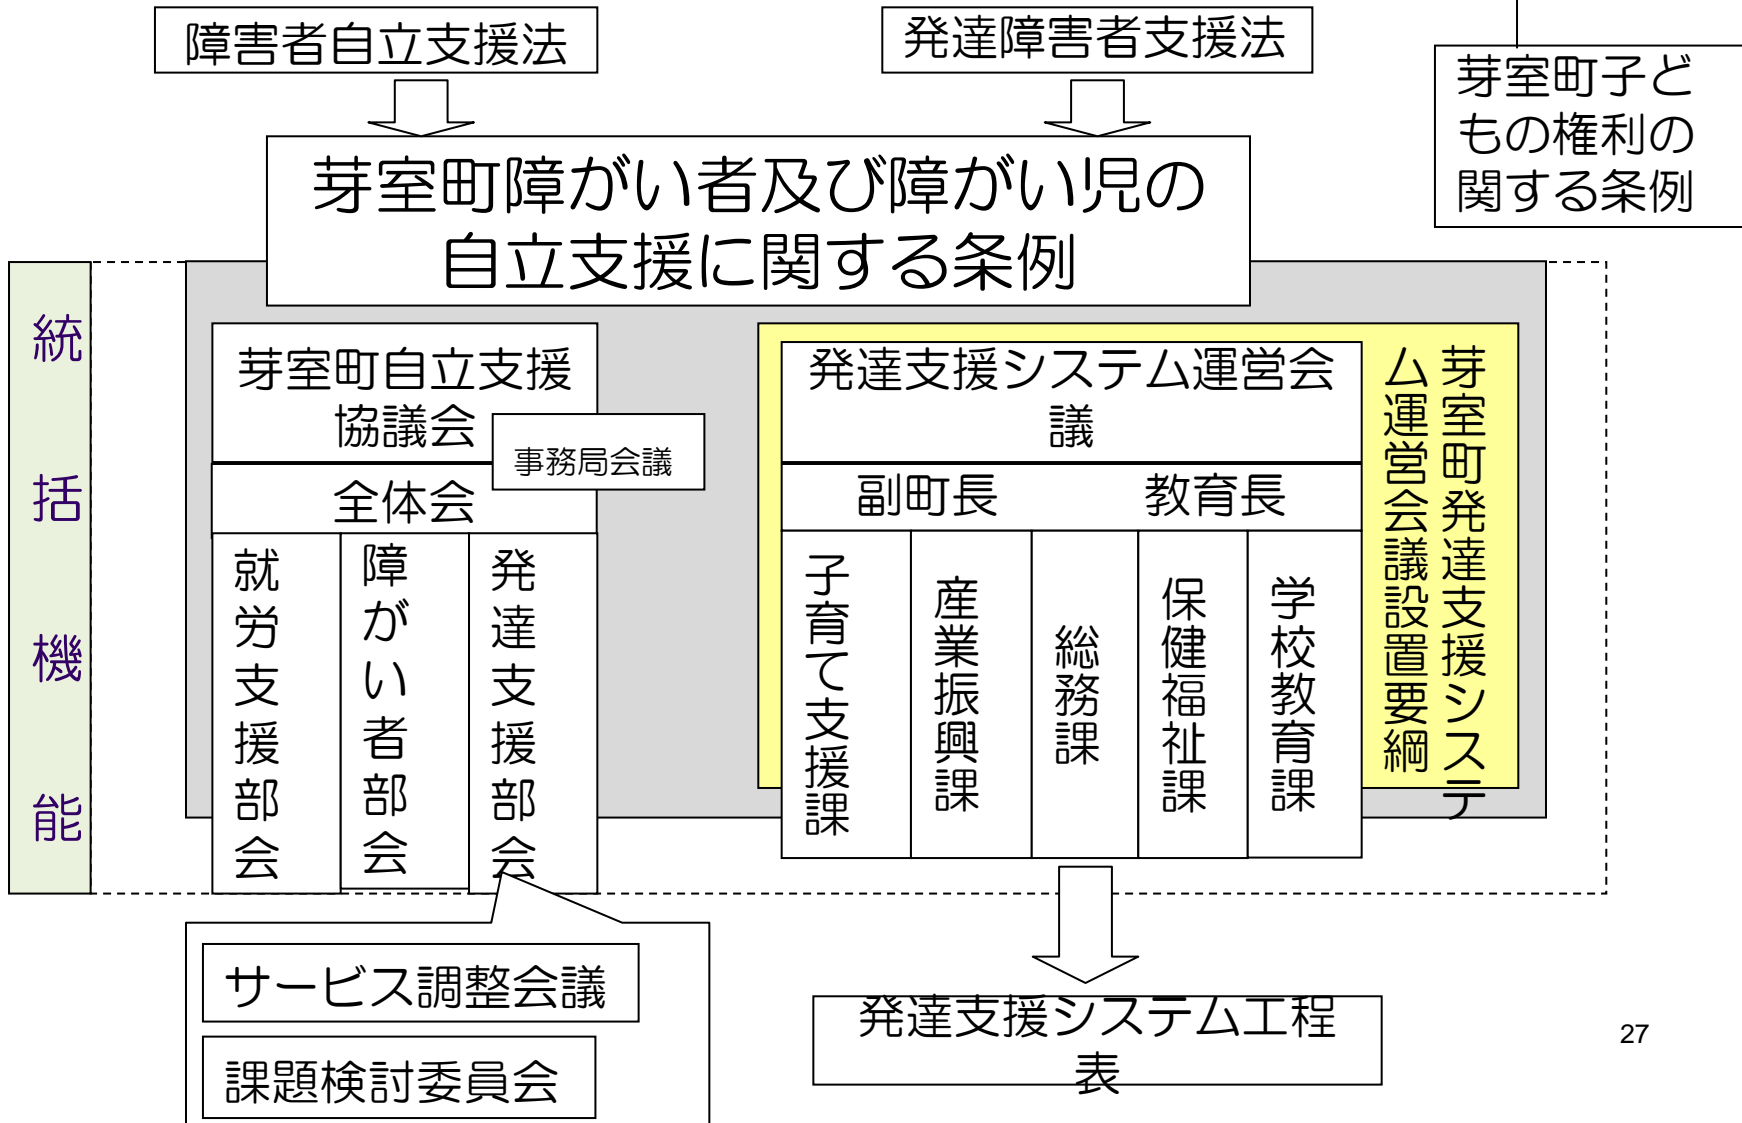 障害者自立支援法
発達障害者支援法
芽室町子ど
もの権利の
関する条例
芽室町障がい者及び障がい児の
自立支援に関する条例
統括機能
芽室町自立支援
協議会
事務局会議
全体会
就労支援部会
障がい者部会
発達支援部会
発達支援システム運営会
議
副町長 教育長
子育て支援課
産業振興課
総務課
保健福祉課
学校教育課
芽室町発達支援システ
ム運営会議設置要綱
サービス調整会議
課題検討委員会
発達支援システム工程
表
27